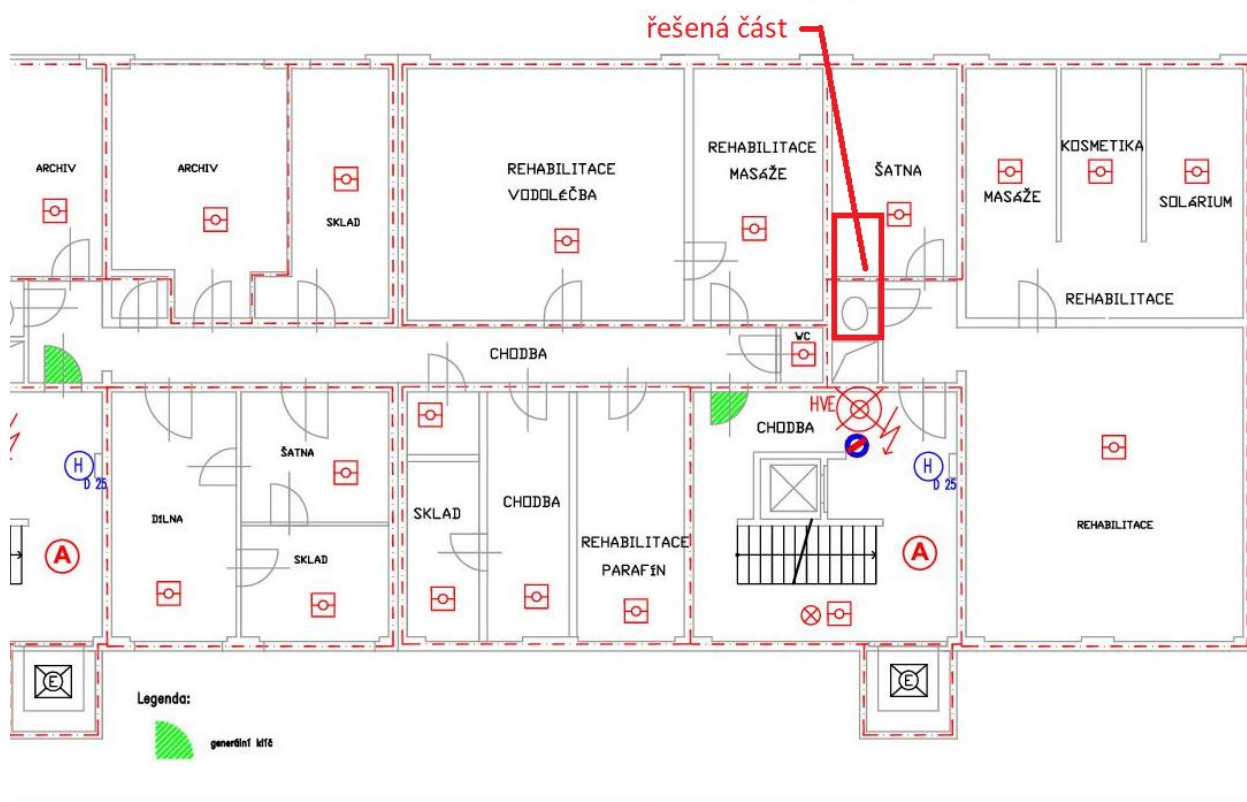 řešená část
ARCHIV
ARCHIV
SKLAD
REHABILITACE
VODOLÉČBA
REHABILITACE
MASÁŽE
ŠATNA
MASÁŽE
KOSMETIKA
SOLÁRIUM
REHABILITACE
CHODBA
WC
HVE
CHODBA
H
D 25
A
DÍLNA
ŠATNA
SKLAD
SKLAD
CHODBA
REHABILITACE
PARAFÍN
H
D 25
A
REHABILITACE
E
E
Legenda:
generální klíč